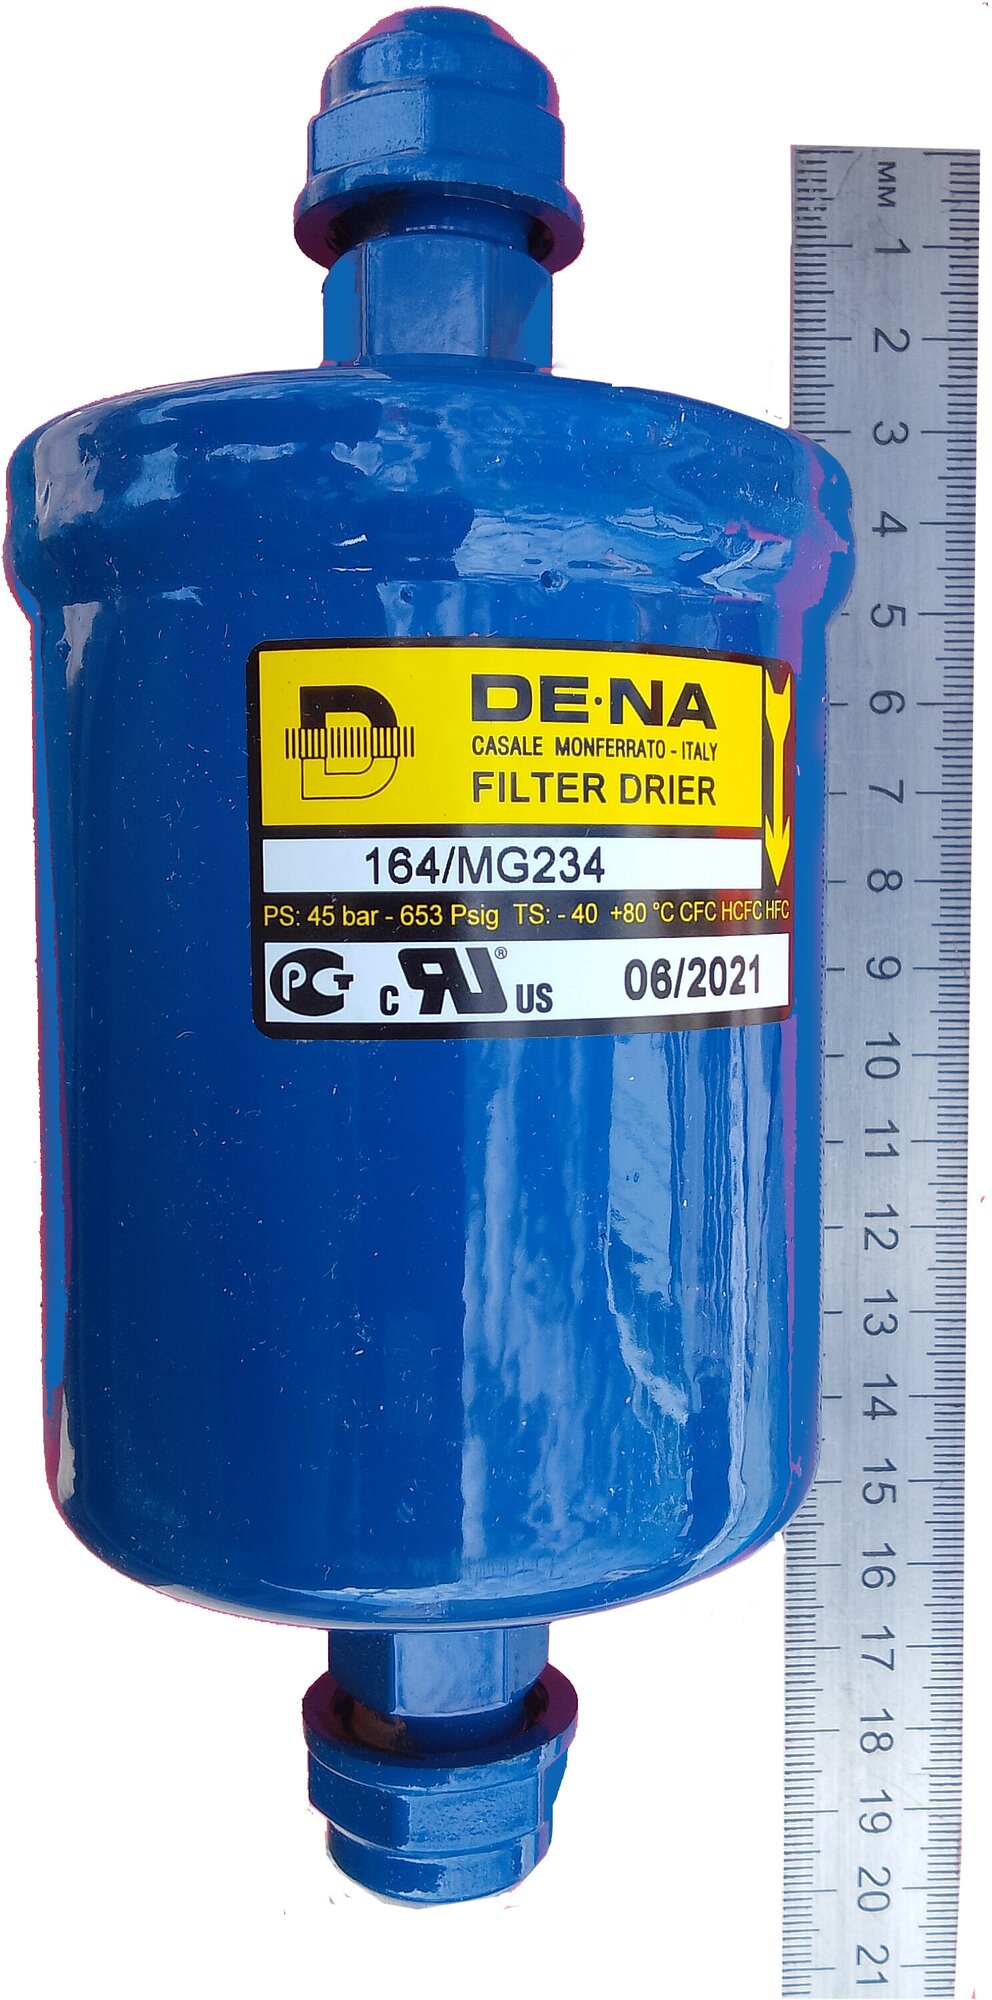 DE·NA
CASALE MONFERRATO - ITALY
FILTER DRIER
164/MG234
PS: 45 bar - 653 Psig TS: - 40 +80 °C CFC HCFC HFC
РСТ c RU® US 06/2021
мм 1 2 3 4 5 6 7 8 9 10 11 12 13 14 15 16 17 18 19 20 21